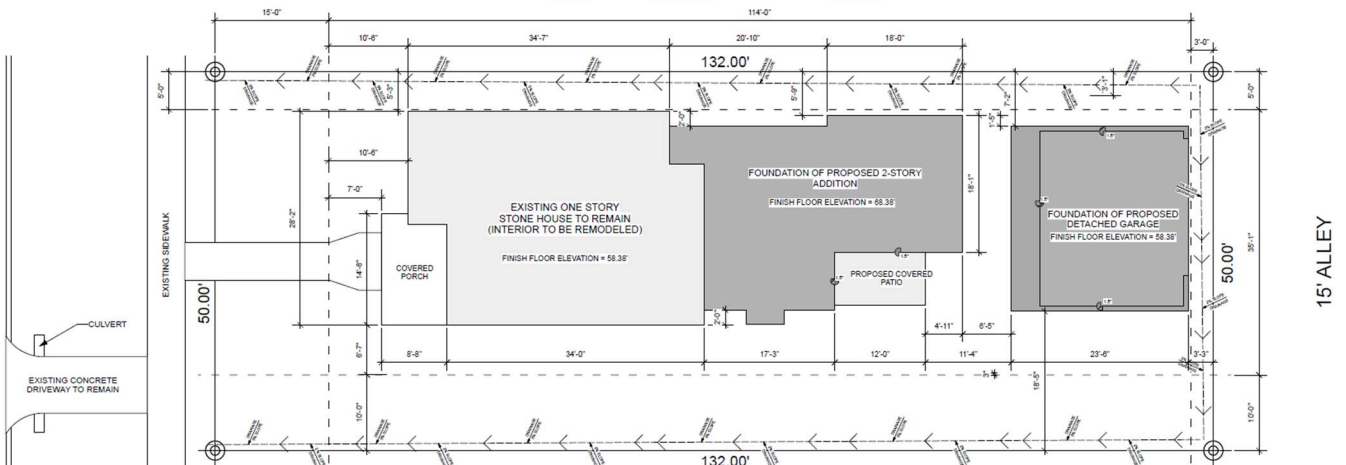 15'-0"
114'-0"
10'-6"
34'-7"
20'-10"
18'-0"
3'-0"
132.00'
5'-0"
5'-3"
5'-9"
7'-2"
5'-0"
2'-0"
1'-5"
10'-6"
7'-0"
28'-2"
14'-8"
18'-1"
35'-1"
EXISTING SIDEWALK
50.00'
EXISTING ONE STORY
STONE HOUSE TO REMAIN
(INTERIOR TO BE REMODELED)
FINISH FLOOR ELEVATION = 58.38'
COVERED
PORCH
FOUNDATION OF PROPOSED 2-STORY
ADDITION
FINISH FLOOR ELEVATION = 68.38'
PROPOSED COVERED
PATIO
FOUNDATION OF PROPOSED
DETACHED GARAGE
FINISH FLOOR ELEVATION = 58.38'
50.00'
15' ALLEY
CULVERT
EXISTING CONCRETE
DRIVEWAY TO REMAIN
2'-0"
4'-11"
6'-5"
6'-7"
8'-8"
34'-0"
17'-3"
12'-0"
11'-4"
23'-6"
3'-3"
3"
18'-5"
10'-0"
10'-0"
132.00'